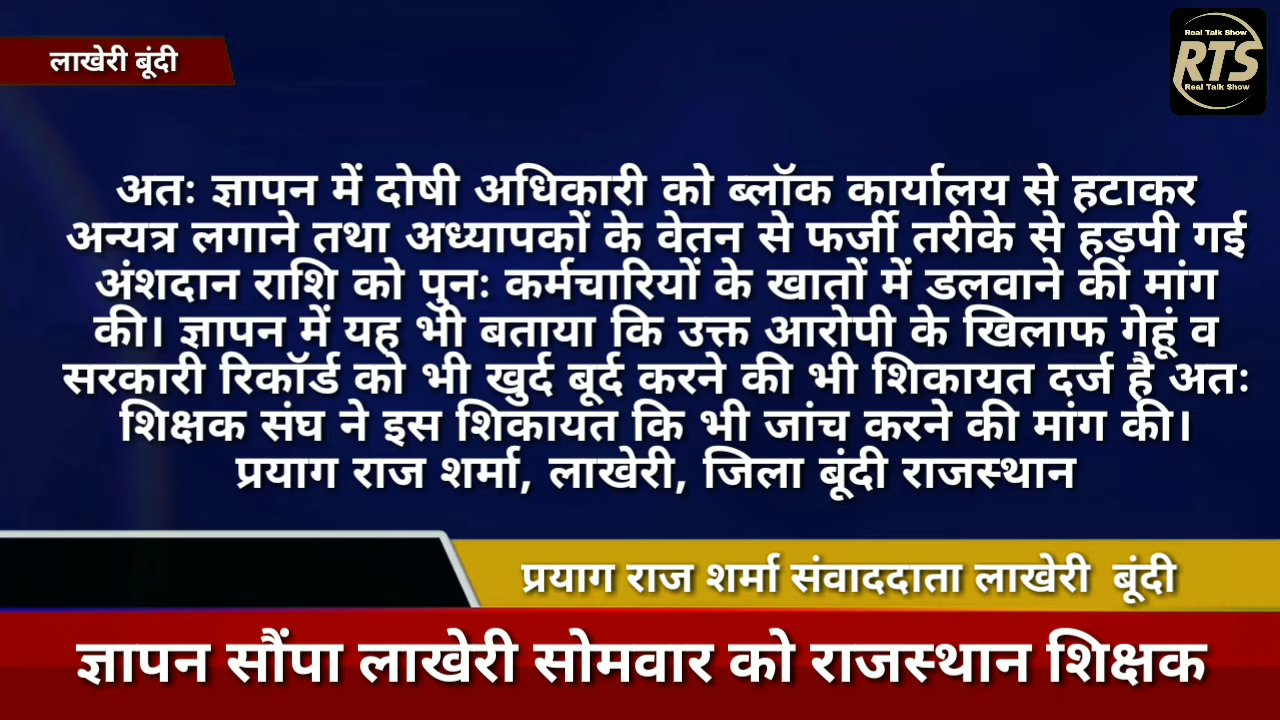 लाखेरी बूंदी
Real Talk Show
RTS
Real Talk Show
अतः ज्ञापन में दोषी अधिकारी को ब्लॉक कार्यालय से हटाकर
अन्यत्र लगाने तथा अध्यापकों के वेतन से फर्जी तरीके से हड़पी गई
अंशदान राशि को पुनः कर्मचारियों के खातों में डलवाने की मांग
की। ज्ञापन में यह भी बताया कि उक्त आरोपी के खिलाफ गेहूं व
सरकारी रिकॉर्ड को भी खुर्द बूर्द करने की भी शिकायत दर्ज है अतः
शिक्षक संघ ने इस शिकायत कि भी जांच करने की मांग की।
प्रयाग राज शर्मा, लाखेरी, जिला बूंदी राजस्थान
प्रयाग राज शर्मा संवाददाता लाखेरी बूंदी
ज्ञापन सौंपा लाखेरी सोमवार को राजस्थान शिक्षक